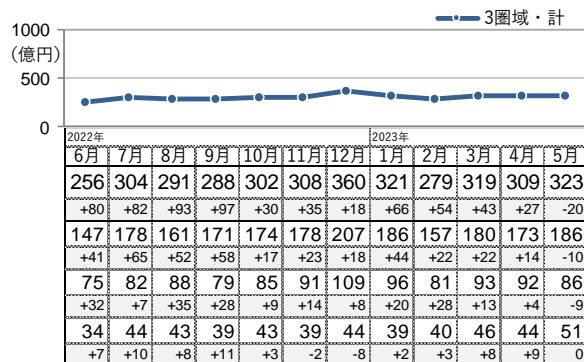 3圏域・計
1000
(億円)
500
0
2022年 2023年
6月 7月 8月 9月 10月 11月 12月 1月 2月 3月 4月 5月
256 304 291 288 302 308 360 321 279 319 309 323
+80 +82 +93 +97 +30 +35 +18 +66 +54 +43 +27 -20
147 178 161 171 174 178 207 186 157 180 173 186
+41 +65 +52 +58 +17 +23 +18 +44 +22 +22 +14 -10
75 82 88 79 85 91 109 96 81 93 92 86
+32 +7 +35 +28 +9 +14 +8 +20 +28 +13 +4 -9
34 44 43 39 43 39 44 39 40 46 44 51
+7 +10 +8 +11 +3 -2 -8 +2 +3 +8 +9 0